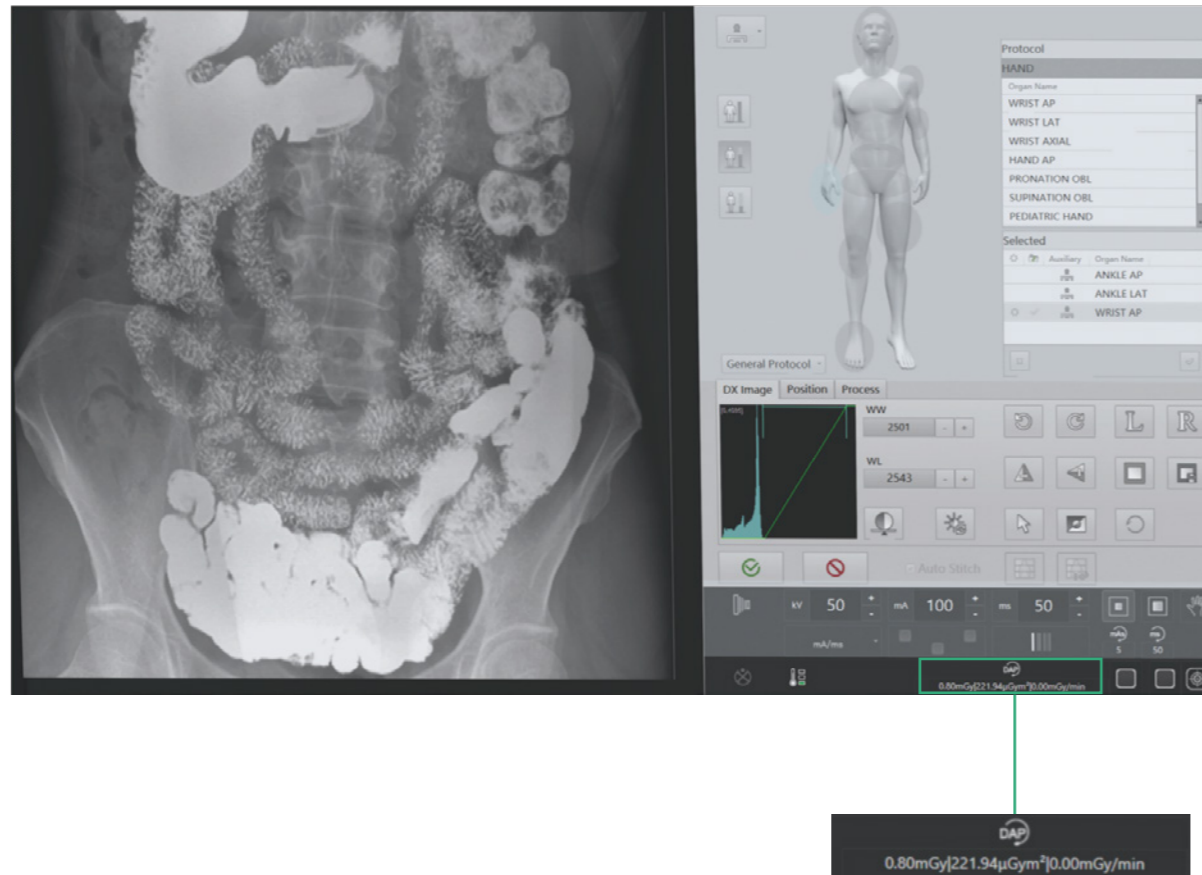 Protocol
HAND
Organ Name
WRIST AP
WRIST LAT
WRIST AXIAL
HAND AP
PRONATION OBL
SUPINATION OBL
PEDIATRIC HAND
Selected
Auxiliary Organ Name
ANKLE AP
ANKLE LAT
WRIST AP
General Protocol
DX Image Position Process
WW
2501 - +
L R
WL
2543 - +
Auto Stitch
kV 50 + - mA 100 + - ms 50 + -
mA/ms
mAs ms
5 50
DAP
0.80mGy|221.94μGym²|0.00mGy/min
DAP
0.80mGy|221.94μGym²|0.00mGy/min